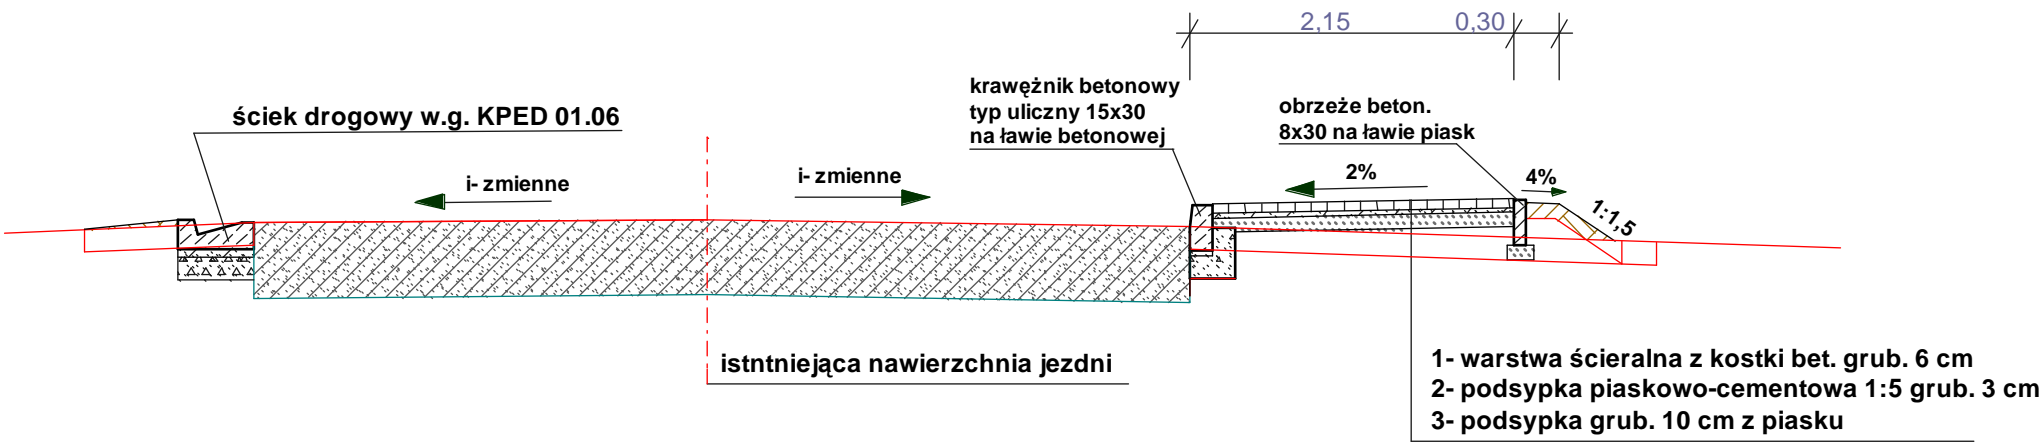 2,15
0,30
krawężnik betonowy
typ uliczny 15x30
na ławie betonowej
obrzeże beton.
8x30 na ławie piask
ściek drogowy w.g. KPED 01.06
i- zmienne
i- zmienne
2%
4%
1:1,5
istntniejąca nawierzchnia jezdni
1- warstwa ścieralna z kostki bet. grub. 6 cm
2- podsypka piaskowo-cementowa 1:5 grub. 3 cm
3- podsypka grub. 10 cm z piasku